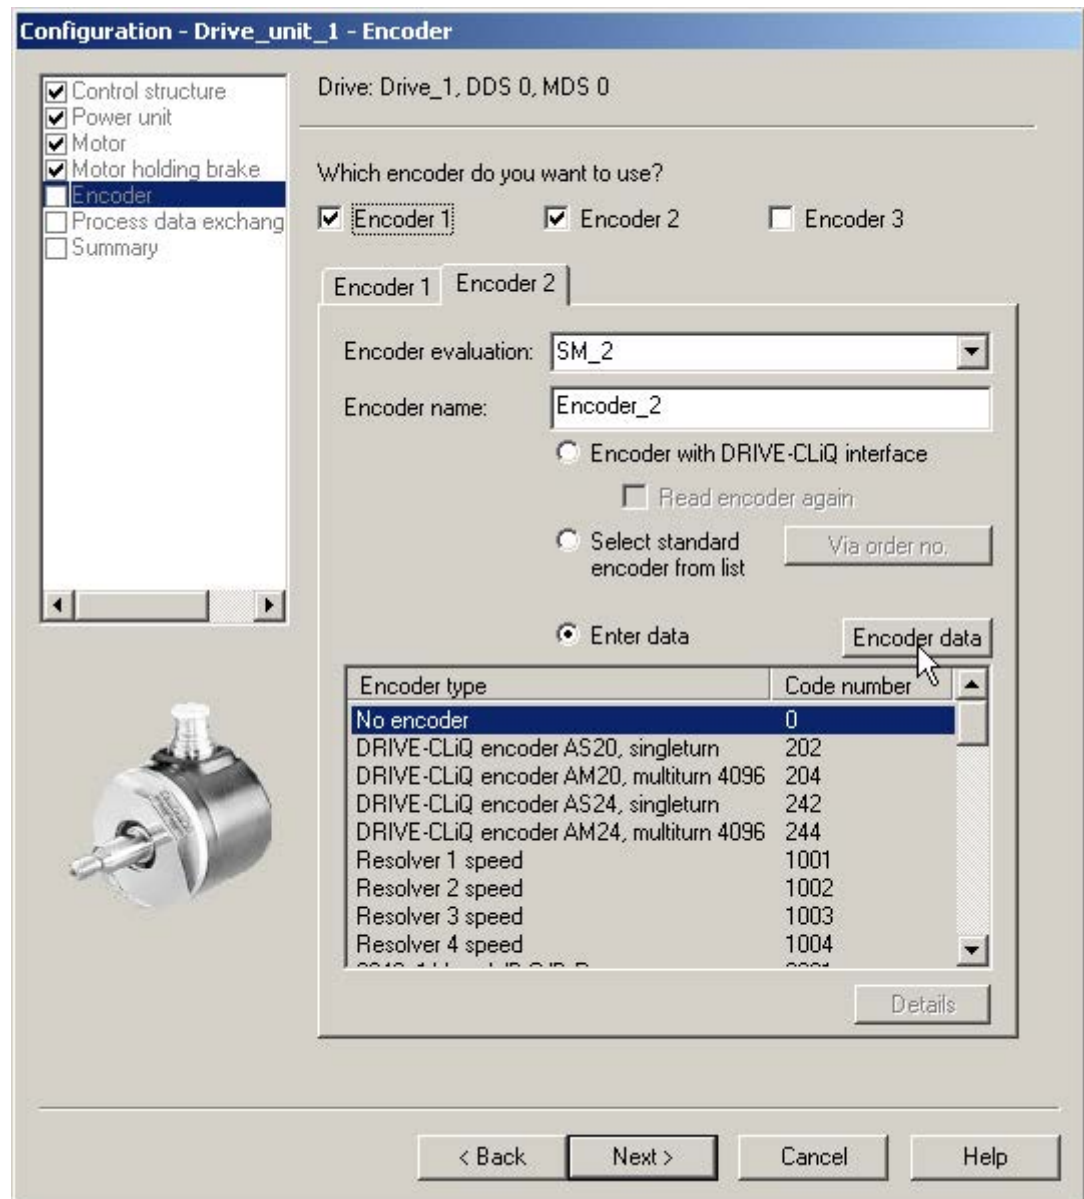 Configuration - Drive_unit_1 - Encoder
Control structure
Power unit
Motor
Motor holding brake
Encoder
Process data exchang
Summary
Drive: Drive_1, DDS 0, MDS 0
Which encoder do you want to use?
Encoder 1 Encoder 2 Encoder 3
Encoder 1 Encoder 2
Encoder evaluation: SM_2
Encoder name: Encoder_2
Encoder with DRIVE-CLiQ interface
Read encoder again
Select standard
encoder from list
Via order no.
Enter data Encoder data
Encoder type Code number
No encoder 0
DRIVE-CLiQ encoder AS20, singleturn 202
DRIVE-CLiQ encoder AM20, multiturn 4096 204
DRIVE-CLiQ encoder AS24, singleturn 242
DRIVE-CLiQ encoder AM24, multiturn 4096 244
Resolver 1 speed 1001
Resolver 2 speed 1002
Resolver 3 speed 1003
Resolver 4 speed 1004
Details
< Back Next > Cancel Help